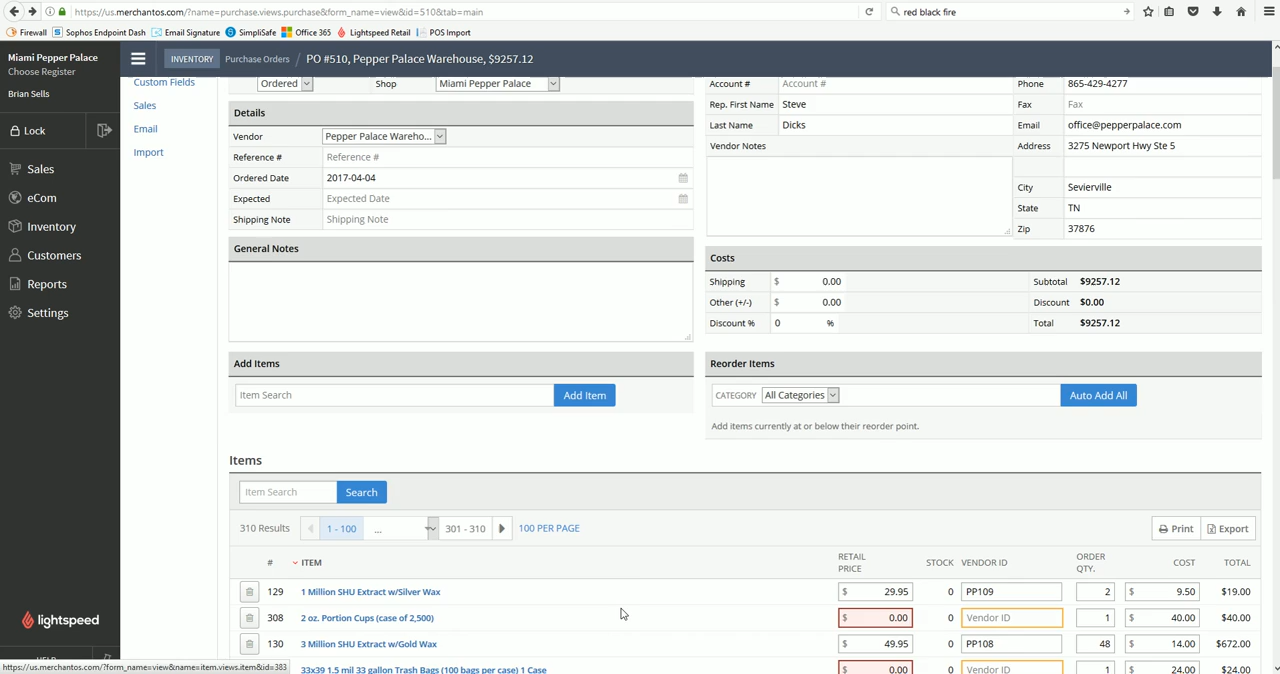 https://us.merchantos.com/?name=purchase.views.purchase&form_name=view&id=510&tab=main
red black fire
Firewall
Sophos Endpoint Dash
Email Signature
SimpliSafe
Office 365
Lightspeed Retail
POS Import
Miami Pepper Palace
Choose Register
Brian Sells
Lock
Sales
eCom
Inventory
Customers
Reports
Settings
lightspeed
INVENTORY Purchase Orders / PO #510, Pepper Palace Warehouse, $9257.12
Custom Fields
Sales
Email
Import
Ordered Shop Miami Pepper Palace
Details
Vendor Pepper Palace Wareho...
Reference # Reference #
Ordered Date 2017-04-04
Expected Expected Date
Shipping Note Shipping Note
General Notes
Account # Account # Phone 865-429-4277
Rep. First Name Steve Fax Fax
Last Name Dicks Email office@pepperpalace.com
Vendor Notes Address 3275 Newport Hwy Ste 5
City Sevierville
State TN
Zip 37876
Costs
Shipping $ 0.00 Subtotal $9257.12
Other (+/-) $ 0.00 Discount $0.00
Discount % 0 % Total $9257.12
Add Items
Item Search Add Item
Reorder Items
CATEGORY All Categories Auto Add All
Add items currently at or below their reorder point.
Items
Item Search Search
310 Results 1 - 100 ... 301 - 310 100 PER PAGE Print Export
# ITEM RETAIL PRICE STOCK VENDOR ID ORDER QTY. COST TOTAL
129 1 Million SHU Extract w/Silver Wax $ 29.95 0 PP109 2 $ 9.50 $19.00
308 2 oz. Portion Cups (case of 2,500) $ 0.00 0 Vendor ID 1 $ 40.00 $40.00
130 3 Million SHU Extract w/Gold Wax $ 49.95 0 PP108 48 $ 14.00 $672.00
33x39 1.5 mil 33 gallon Trash Bags (100 bags per case) 1 Case $ 0.00 0 Vendor ID 1 $ 24.00 $24.00
https://us.merchantos.com/?form_name=view&name=item.views.item&id=383